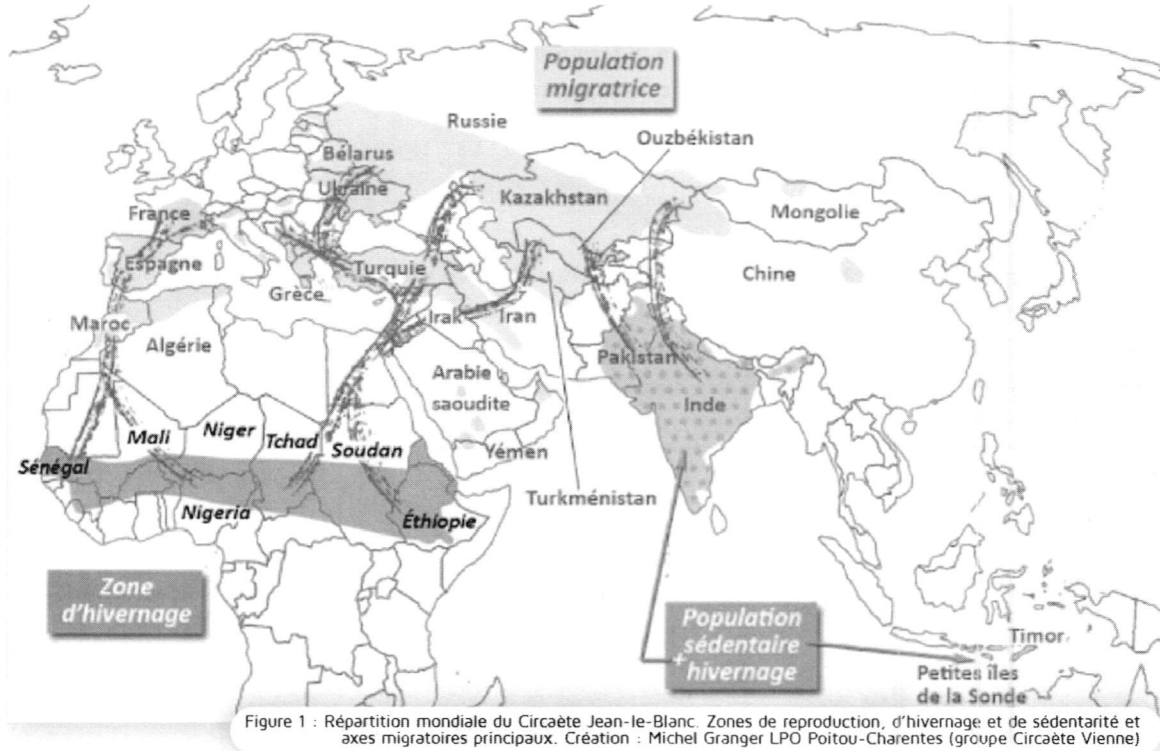 Population
migratrice
Russie
Ouzbékistan
Bélarus
Ukraine
Kazakhstan
Mongolie
France
Chine
Espagne
Turquie
Grèce
Irak
Iran
Maroc
Algérie
Pakistan
Arabie
saoudite
Inde
Mali
Niger
Tchad
Soudan
Sénégal
Yémen
Turkménistan
Nigeria
Éthiopie
Zone
d'hivernage
Population
sédentaire
+ hivernage
Timor
Petites îles
de la Sonde
Figure 1 : Répartition mondiale du Circaète Jean-le-Blanc. Zones de reproduction, d'hivernage et de sédentarité et
axes migratoires principaux. Création : Michel Granger LPO Poitou-Charentes (groupe Circaète Vienne)